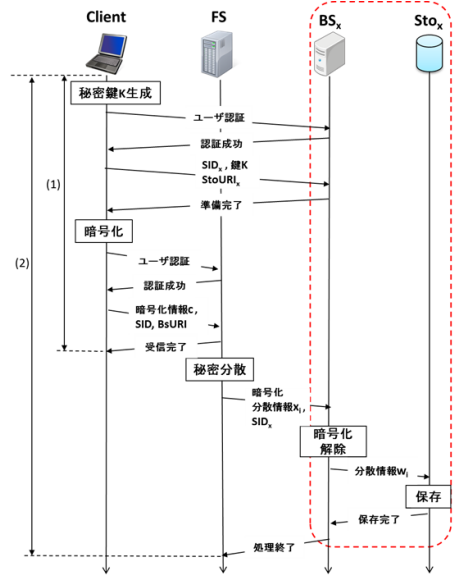 Client
FS
BSx
Stox
秘密鍵K生成
ユーザ認証
認証成功
SIDx , 鍵K
StoURIx
準備完了
(1)
暗号化
(2)
ユーザ認証
認証成功
暗号化情報c,
SID, BsURI
受信完了
秘密分散
暗号化
分散情報xi,
SIDx
暗号化
解除
分散情報wi
保存
保存完了
処理終了